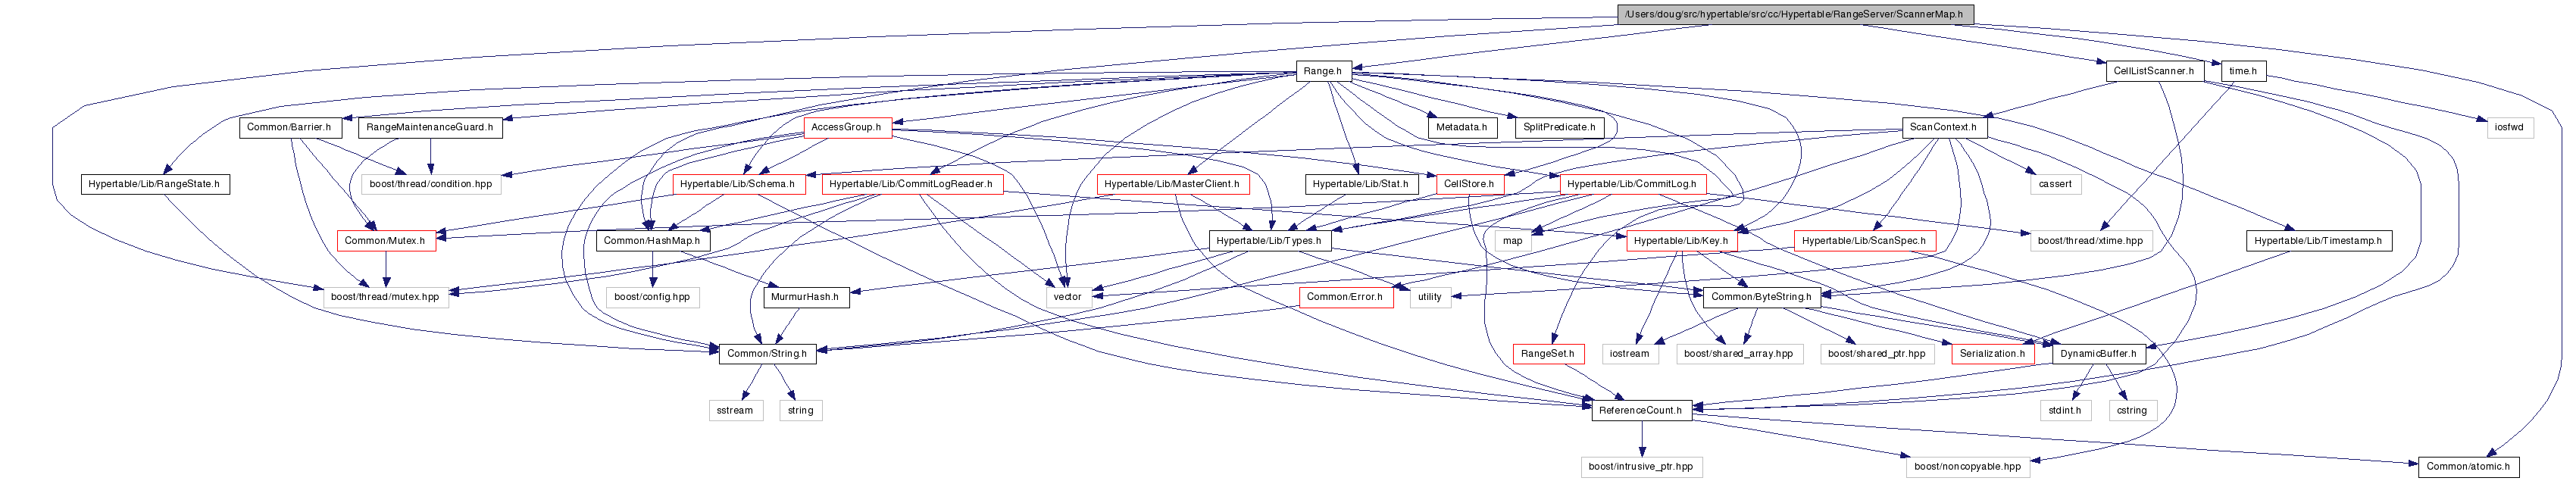 /Users/doug/src/hypertable/src/cc/Hypertable/RangeServer/ScannerMap.h
Range.h
CellListScanner.h
time.h
Common/Barrier.h
RangeMaintenanceGuard.h
AccessGroup.h
Metadata.h
SplitPredicate.h
ScanContext.h
iosfwd
Hypertable/Lib/RangeState.h
boost/thread/condition.hpp
Hypertable/Lib/Schema.h
Hypertable/Lib/CommitLogReader.h
Hypertable/Lib/MasterClient.h
Hypertable/Lib/Stat.h
CellStore.h
Hypertable/Lib/CommitLog.h
cassert
Common/Mutex.h
Common/HashMap.h
Hypertable/Lib/Types.h
map
Hypertable/Lib/Key.h
Hypertable/Lib/ScanSpec.h
boost/thread/xtime.hpp
Hypertable/Lib/Timestamp.h
boost/thread/mutex.hpp
boost/config.hpp
MurmurHash.h
vector
Common/Error.h
utility
Common/ByteString.h
Common/String.h
RangeSet.h
iostream
boost/shared_array.hpp
boost/shared_ptr.hpp
Serialization.h
DynamicBuffer.h
sstream
string
ReferenceCount.h
stdint.h
cstring
boost/intrusive_ptr.hpp
boost/noncopyable.hpp
Common/atomic.h